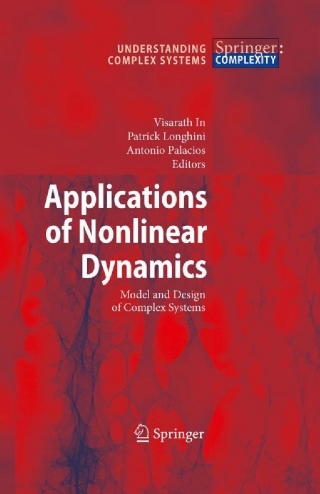 UNDERSTANDING
COMPLEX SYSTEMS
Springer:
COMPLEXITY
Visarath In
Patrick Longhini
Antonio Palacios
Editors
Applications
of Nonlinear
Dynamics
Model and Design
of Complex Systems
Springer